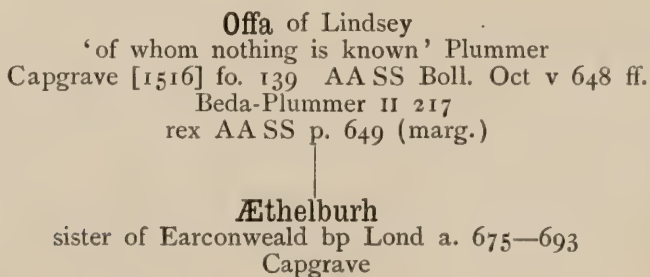 Offa of Lindsey
‘of whom nothing is known’ Plummer
Capgrave [1516] fo. 139 AA SS Boll. Oct v 648 ff.
Beda-Plummer II 217
rex AA SS p. 649 (marg.)
Æthelburh
sister of Earconweald bp Lond a. 675—693
Capgrave